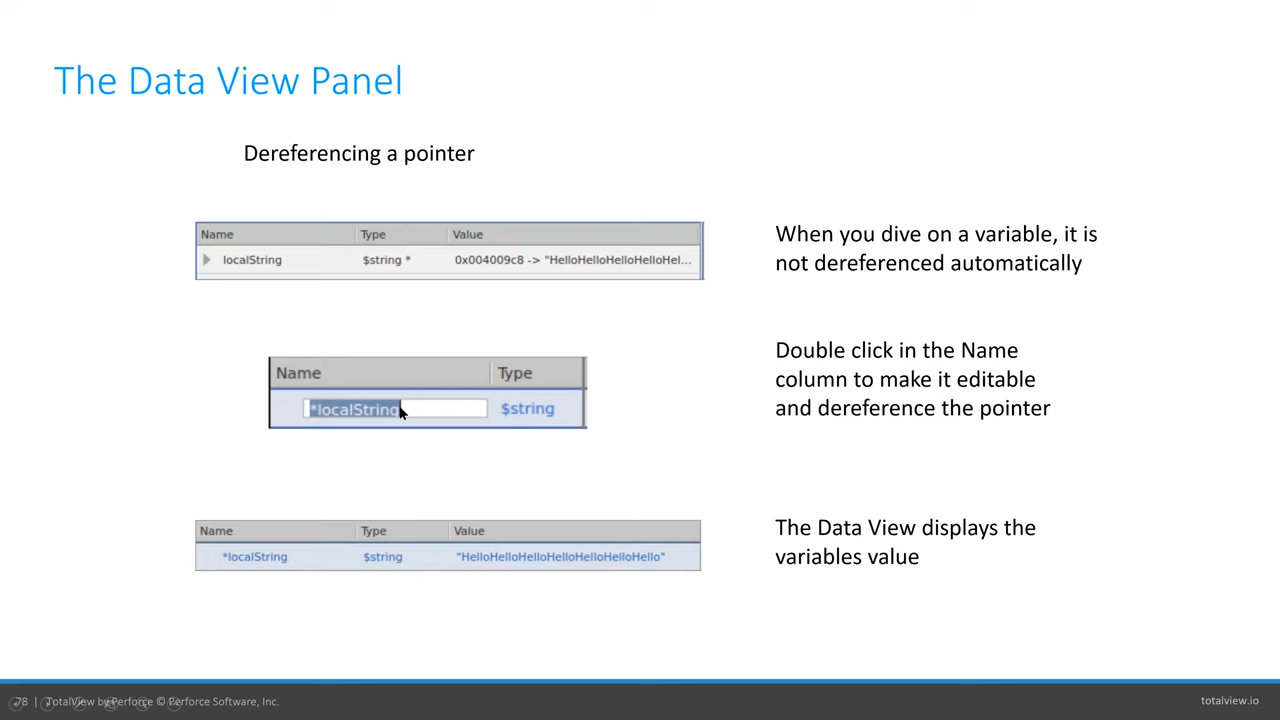 The Data View Panel
Dereferencing a pointer
Name Type Value
localString $string * 0x004009c8 -> "HelloHelloHelloHelloHel...
When you dive on a variable, it is
not dereferenced automatically
Name Type
*localString $string
Double click in the Name
column to make it editable
and dereference the pointer
Name Type Value
*localString $string "HelloHelloHelloHelloHelloHelloHello"
The Data View displays the
variables value
78 | TotalView by Perforce © Perforce Software, Inc.
totalview.io